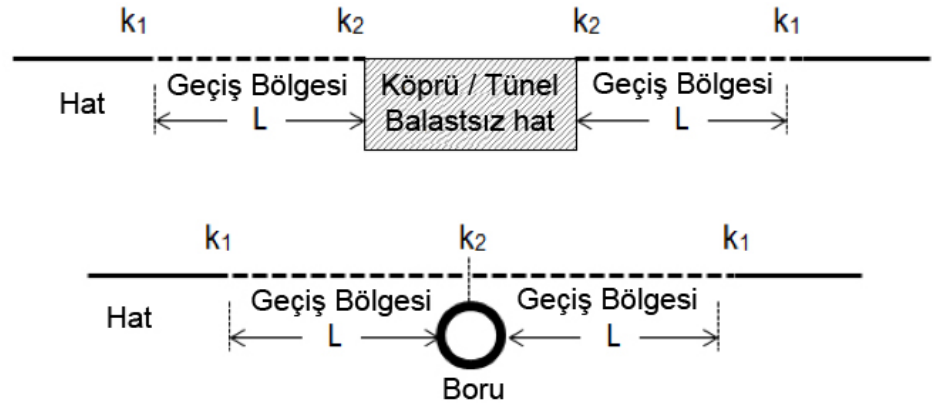 k₁ k₂ k₂ k₁
Hat Geçiş Bölgesi Köprü / Tünel Geçiş Bölgesi
L Balastsız hat L
k₁ k₂ k₁
Hat Geçiş Bölgesi Geçiş Bölgesi
L L
Boru